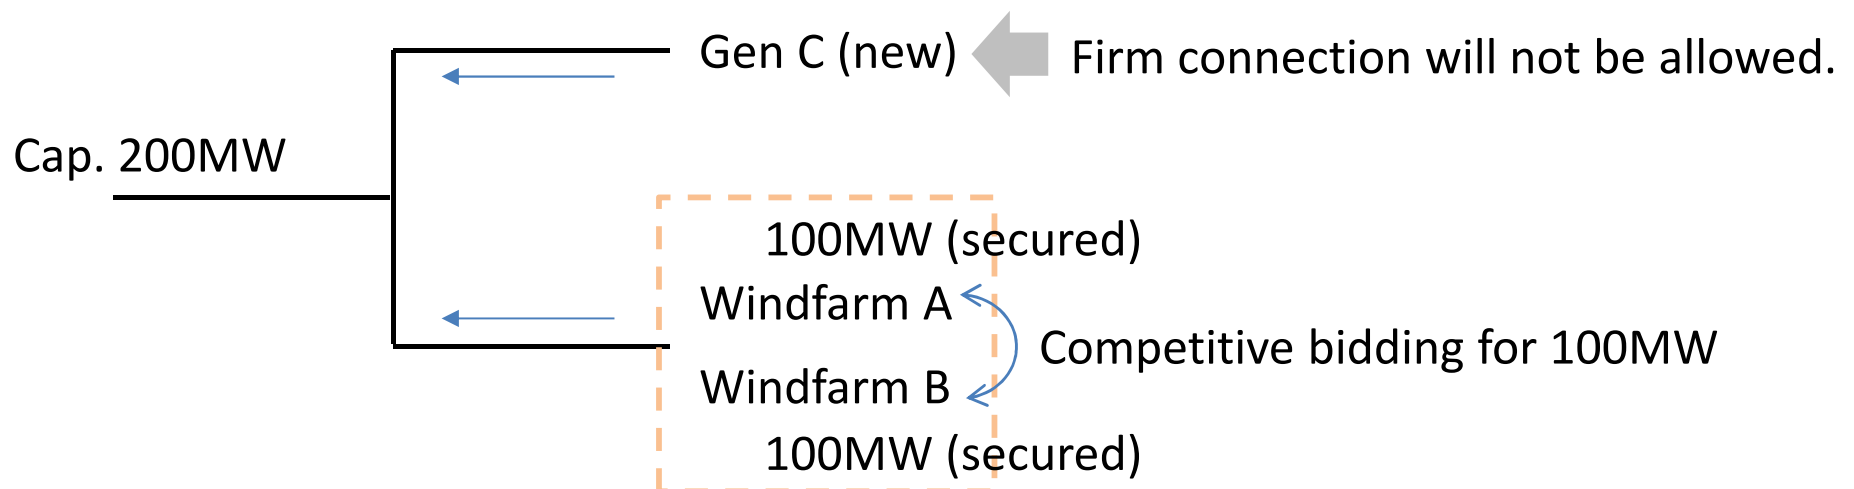 Gen C (new)
Firm connection will not be allowed.
Cap. 200MW
100MW (secured)
Windfarm A
Competitive bidding for 100MW
Windfarm B
100MW (secured)